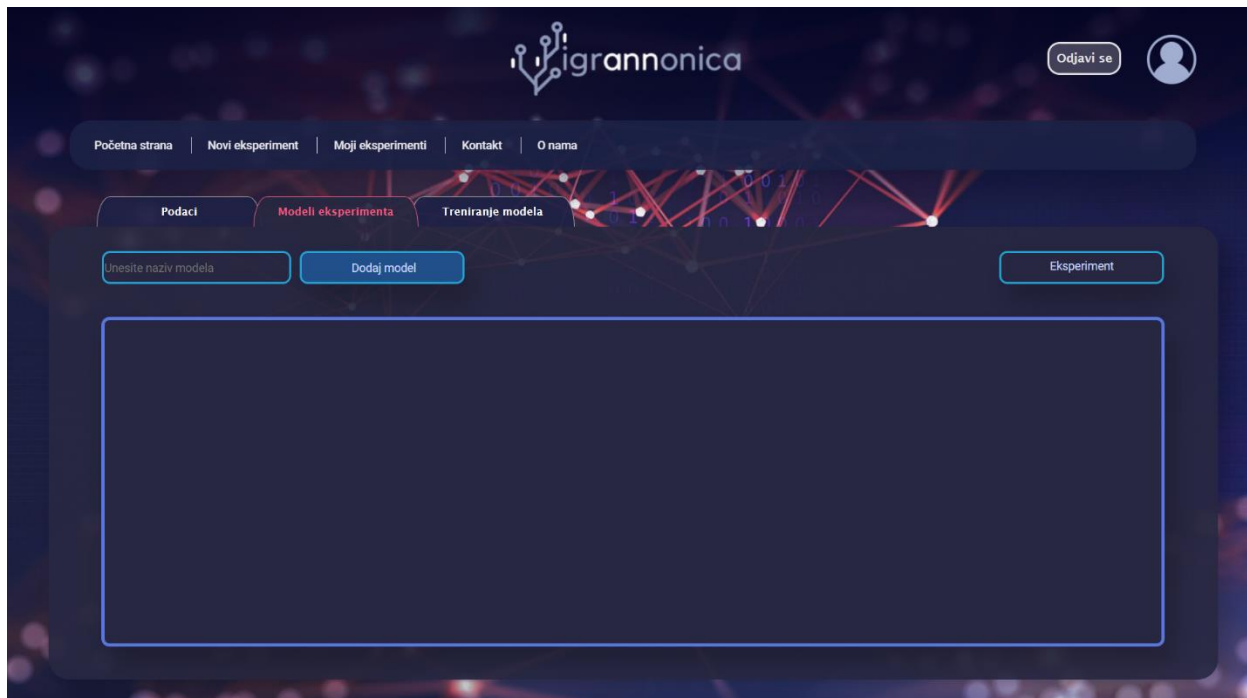 igrannonica
Odjavi se
Početna strana
Novi eksperiment
Moji eksperimenti
Kontakt
O nama
Podaci
Modeli eksperimenta
Treniranje modela
Unesite naziv modela
Dodaj model
Eksperiment